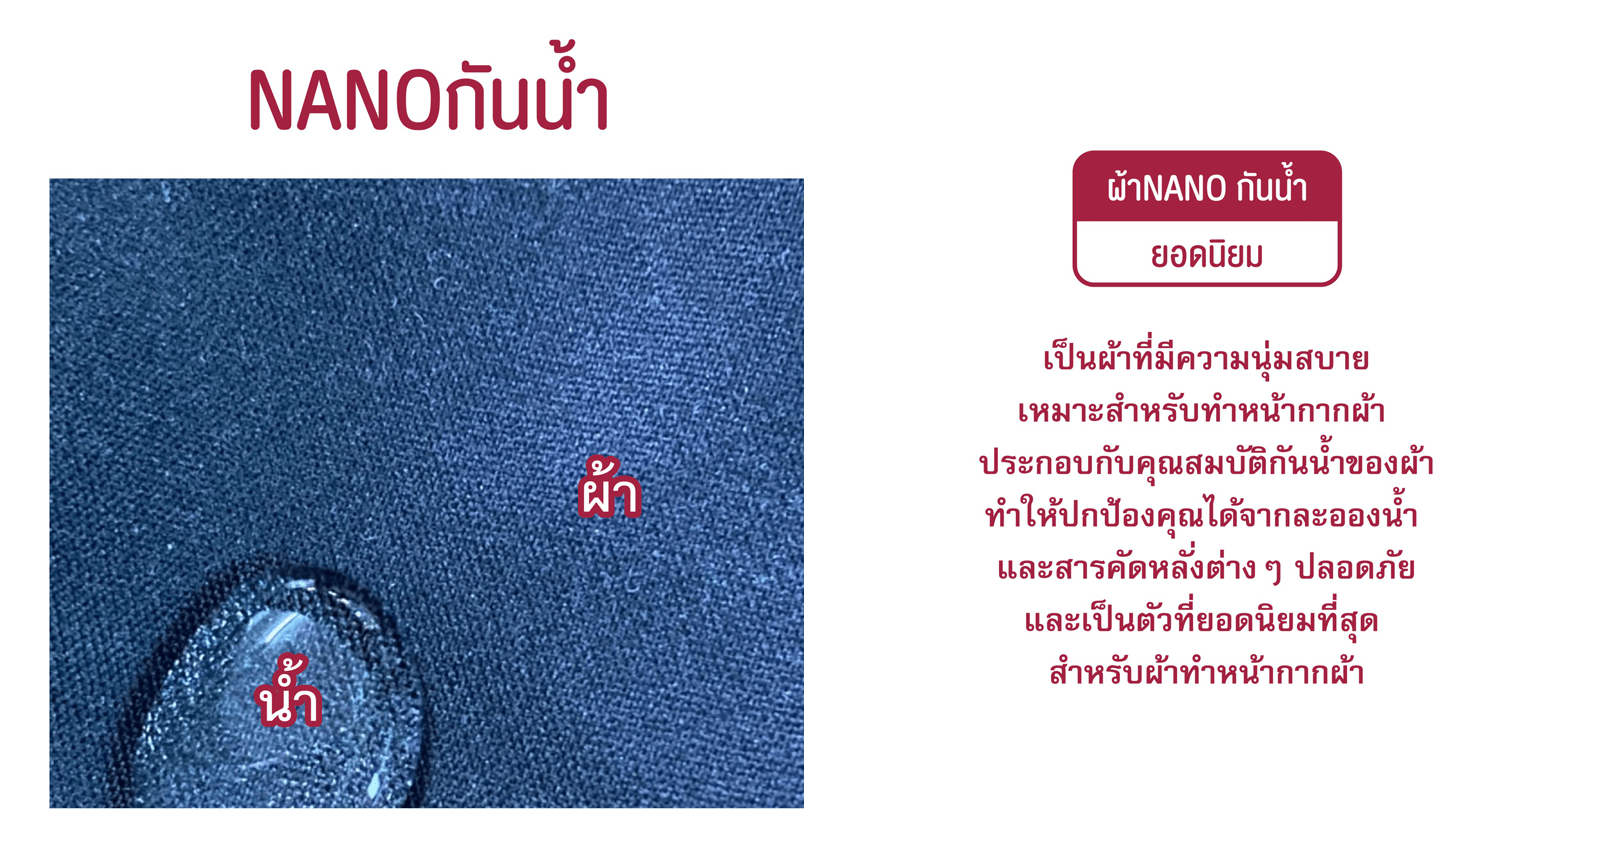 NANOกันน้ำ
ผ้า
น้ำ
ผ้าNANO กันน้ำ
ยอดนิยม
เป็นผ้าที่มีความนุ่มสบาย
เหมาะสำหรับทำหน้ากากผ้า
ประกอบกับคุณสมบัติกันน้ำของผ้า
ทำให้ปกป้องคุณได้จากละอองน้ำ
และสารคัดหลั่งต่าง ๆ ปลอดภัย
และเป็นตัวที่ยอดนิยมที่สุด
สำหรับผ้าทำหน้ากากผ้า